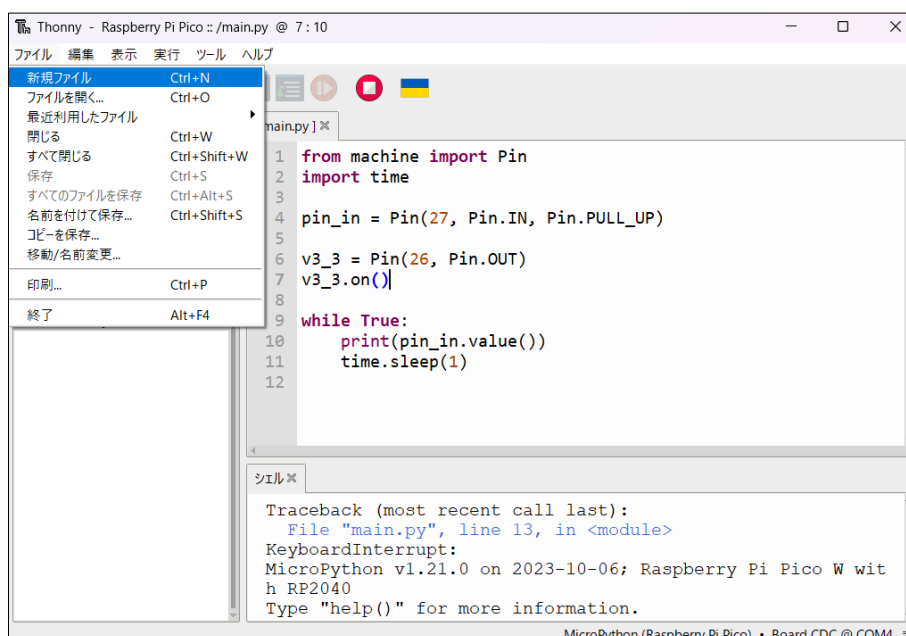 Thonny - Raspberry Pi Pico :: /main.py @ 7 : 10
ファイル 編集 表示 実行 ツール ヘルプ
新規ファイル Ctrl+N
ファイルを開く... Ctrl+O
最近利用したファイル
閉じる Ctrl+W
すべて閉じる Ctrl+Shift+W
保存 Ctrl+S
すべてのファイルを保存 Ctrl+Alt+S
名前を付けて保存... Ctrl+Shift+S
コピーを保存...
移動/名前変更...
印刷... Ctrl+P
終了 Alt+F4
main.py ]
1 from machine import Pin
2 import time
3
4 pin_in = Pin(27, Pin.IN, Pin.PULL_UP)
5
6 v3_3 = Pin(26, Pin.OUT)
7 v3_3.on()
8
9 while True:
10     print(pin_in.value())
11     time.sleep(1)
12
シェル
Traceback (most recent call last):
  File "main.py", line 13, in <module>
KeyboardInterrupt:
MicroPython v1.21.0 on 2023-10-06; Raspberry Pi Pico W wit
h RP2040
Type "help()" for more information.
MicroPython (Raspberry Pi Pico) • Board CDC @ COM4